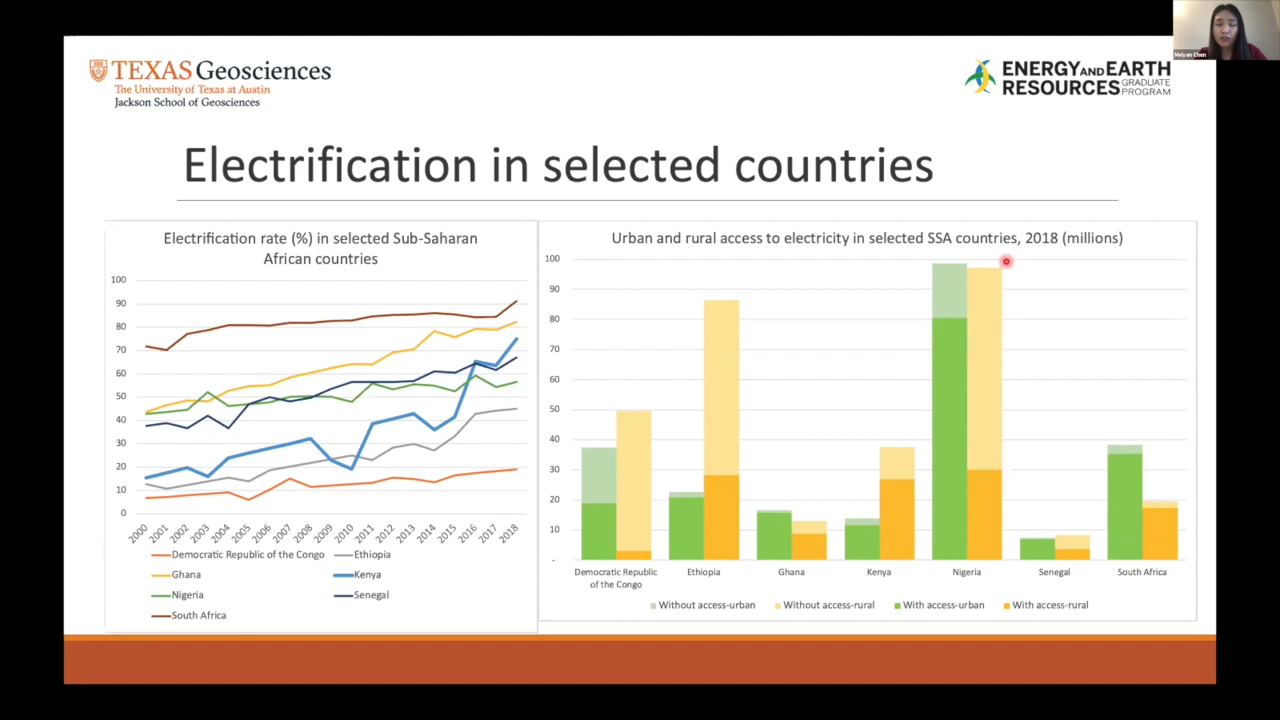 TEXAS Geosciences
The University of Texas at Austin
Jackson School of Geosciences
ENERGY AND EARTH
RESOURCES GRADUATE PROGRAM
Meiyan Chen
Electrification in selected countries
Electrification rate (%) in selected Sub-Saharan
African countries
100
90
80
70
60
50
40
30
20
10
0
2000 2001 2002 2003 2004 2005 2006 2007 2008 2009 2010 2011 2012 2013 2014 2015 2016 2017 2018
Democratic Republic of the Congo Ethiopia
Ghana Kenya
Nigeria Senegal
South Africa
Urban and rural access to electricity in selected SSA countries, 2018 (millions)
100
90
80
70
60
50
40
30
20
10
-
Democratic Republic
of the Congo
Ethiopia
Ghana
Kenya
Nigeria
Senegal
South Africa
Without access-urban Without access-rural With access-urban With access-rural